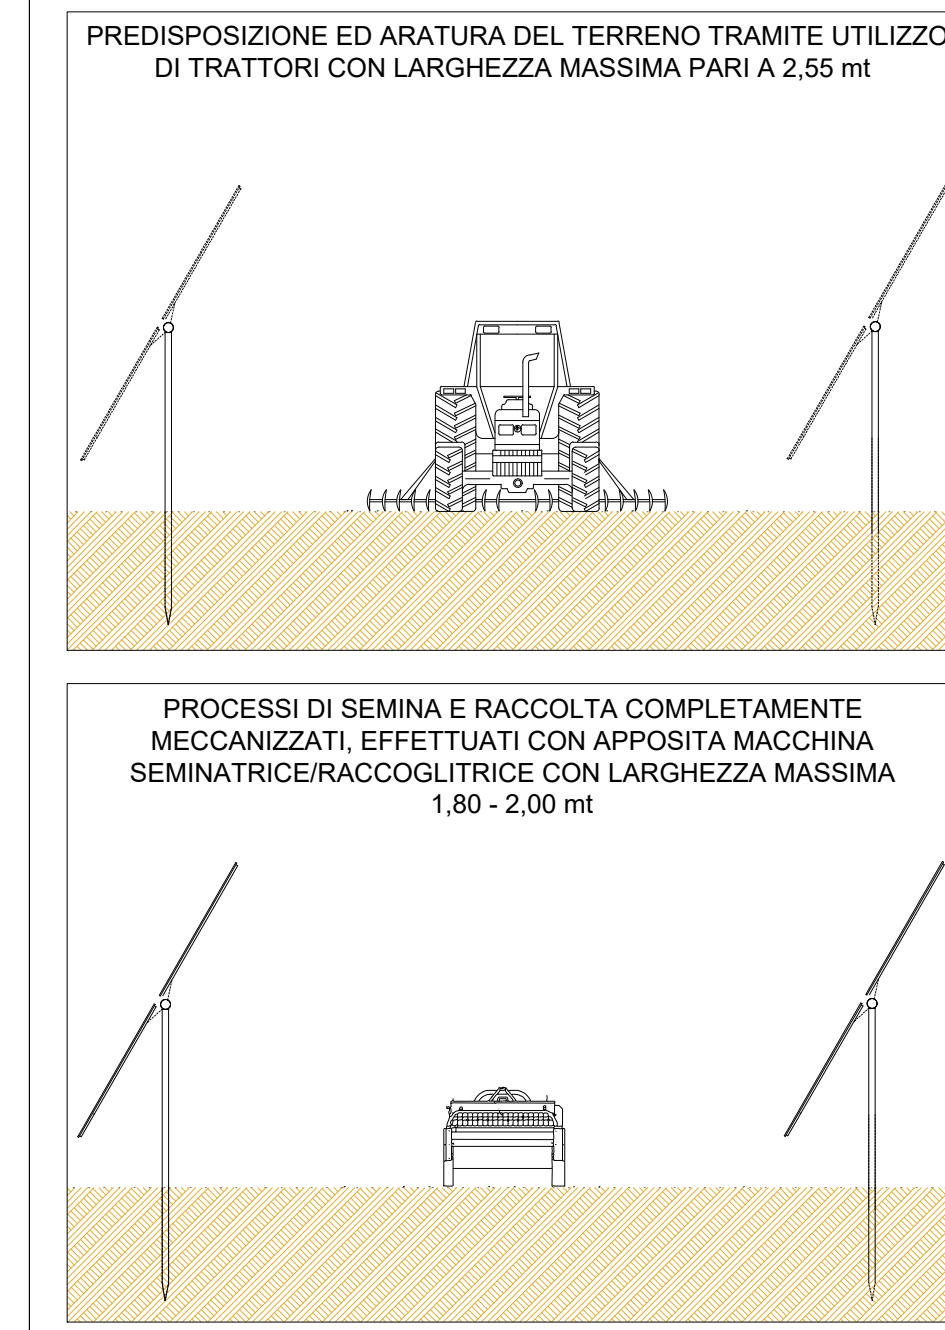 PREDISPOSIZIONE ED ARATURA DEL TERRENO TRAMITE UTILIZZO
DI TRATTORI CON LARGHEZZA MASSIMA PARI A 2,55 mt
PROCESSI DI SEMINA E RACCOLTA COMPLETAMENTE
MECCANIZZATI, EFFETTUATI CON APPOSITA MACCHINA
SEMINATRICE/RACCOGLITRICE CON LARGHEZZA MASSIMA
1,80 - 2,00 mt